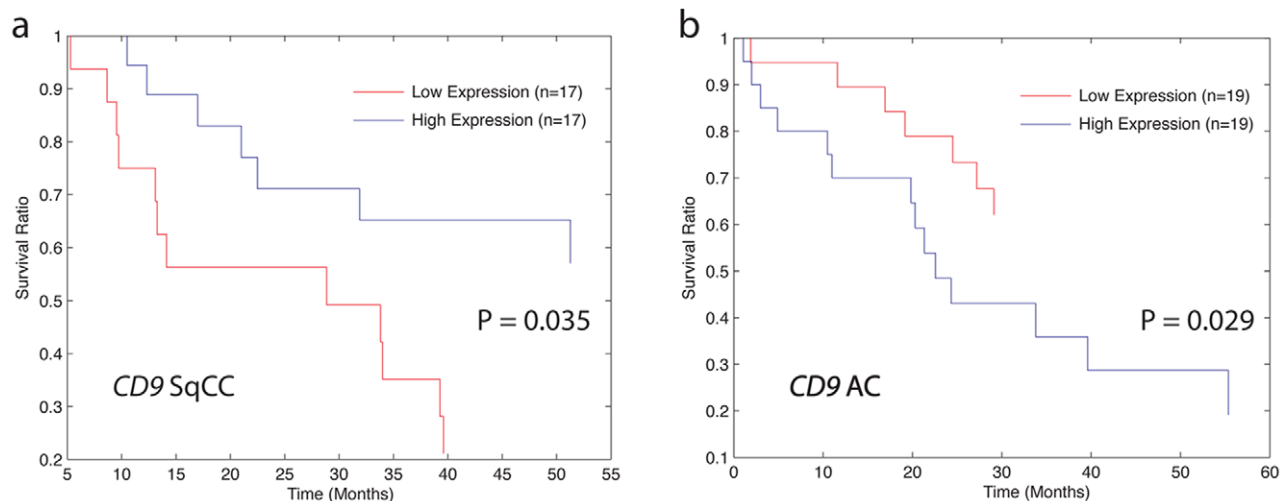 a
1
0.9
0.8
0.7
0.6
0.5
0.4
0.3
0.2
Survival Ratio
Low Expression (n=17)
High Expression (n=17)
P = 0.035
CD9 SqCC
5 10 15 20 25 30 35 40 45 50 55
Time (Months)
b
1
0.9
0.8
0.7
0.6
0.5
0.4
0.3
0.2
0.1
Survival Ratio
Low Expression (n=19)
High Expression (n=19)
P = 0.029
CD9 AC
0 10 20 30 40 50 60
Time (Months)